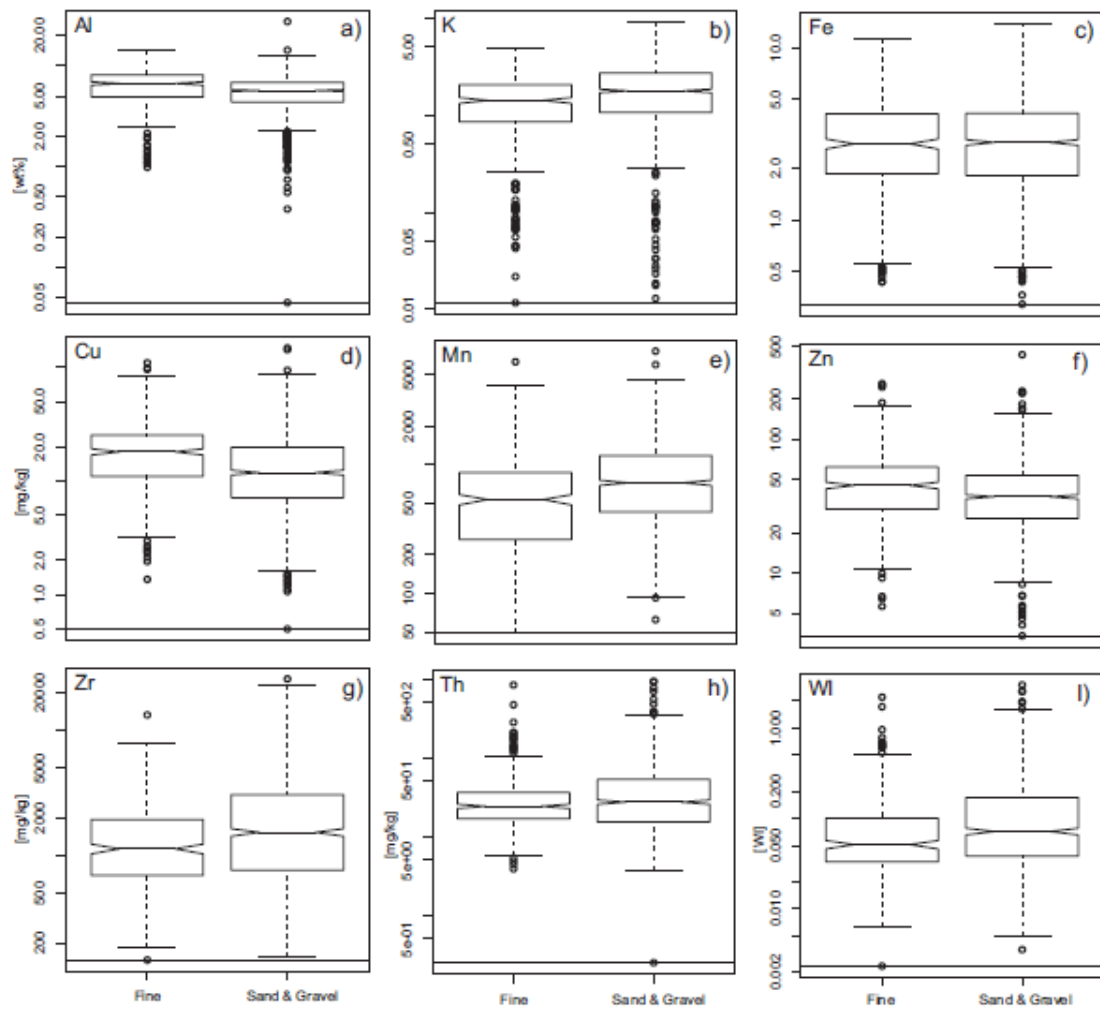 Al
a)
20.00
5.00
2.00
0.50
0.20
0.05
[wt%]
K
b)
5.00
0.50
0.05
0.01
Fe
c)
10.0
5.0
2.0
1.0
0.5
Cu
d)
50.0
20.0
5.0
2.0
1.0
0.5
[mg/kg]
Mn
e)
5000
2000
500
200
100
50
Zn
f)
500
200
100
50
20
10
5
Zr
g)
20000
5000
2000
500
200
[mg/kg]
Fine
Sand & Gravel
Th
h)
5e+02
5e+01
5e+00
5e-01
[mg/kg]
Fine
Sand & Gravel
WI
I)
1.000
0.200
0.050
0.010
0.002
[WI]
Fine
Sand & Gravel